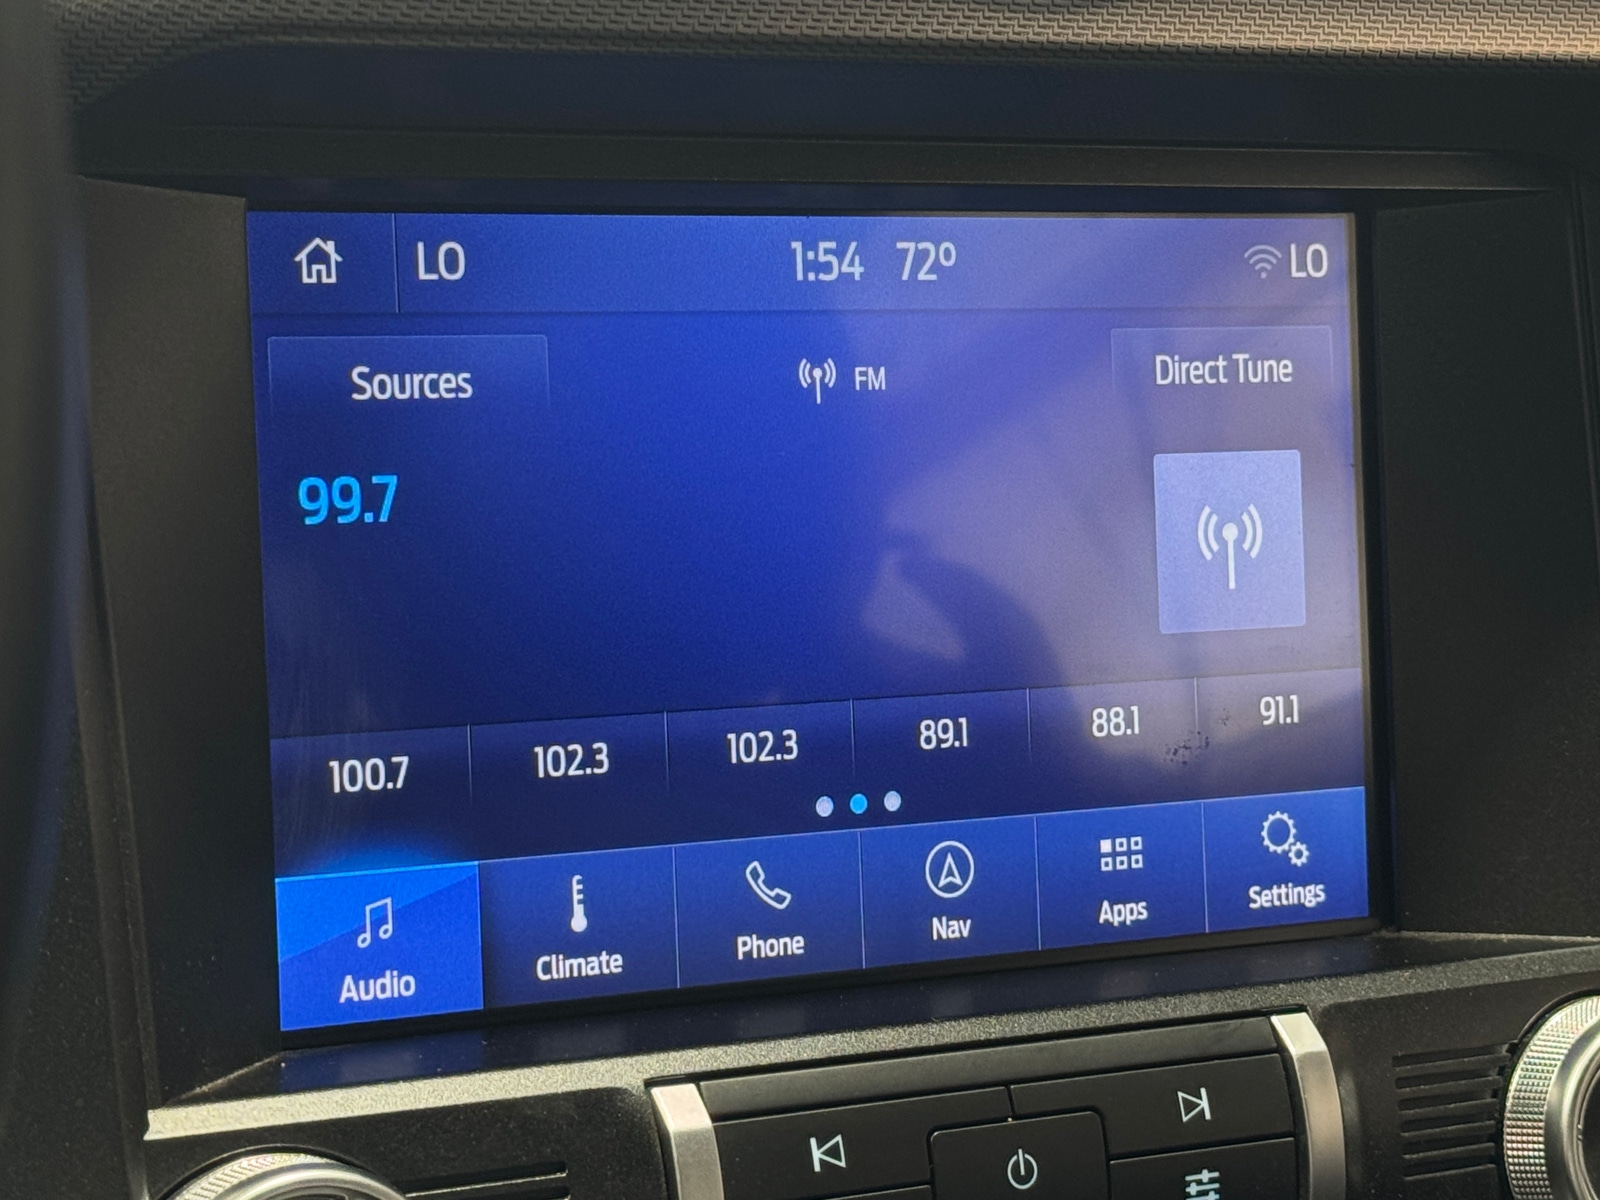 LO 1:54 72° LO
Sources FM Direct Tune
99.7
100.7 102.3 102.3 89.1 88.1 91.1
Audio Climate Phone Nav Apps Settings